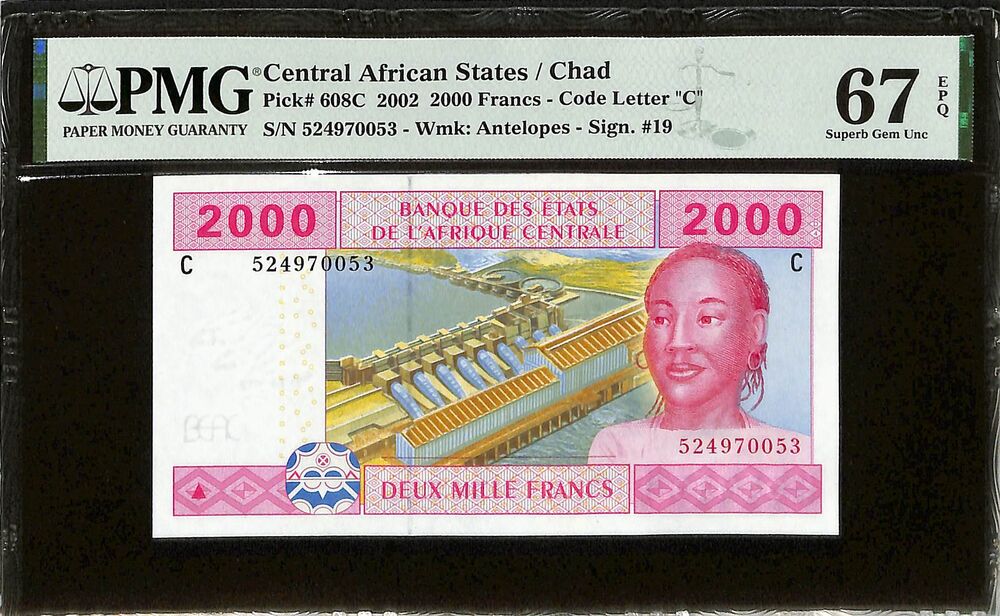 PMG®
PAPER MONEY GUARANTY
Central African States / Chad
Pick# 608C 2002 2000 Francs - Code Letter "C"
S/N 524970053 - Wmk: Antelopes - Sign. #19
67
EPQ
Superb Gem Unc
2000
BANQUE DES ÉTATS
DE L'AFRIQUE CENTRALE
2000
C 524970053
C
BEAC
524970053
DEUX MILLE FRANCS